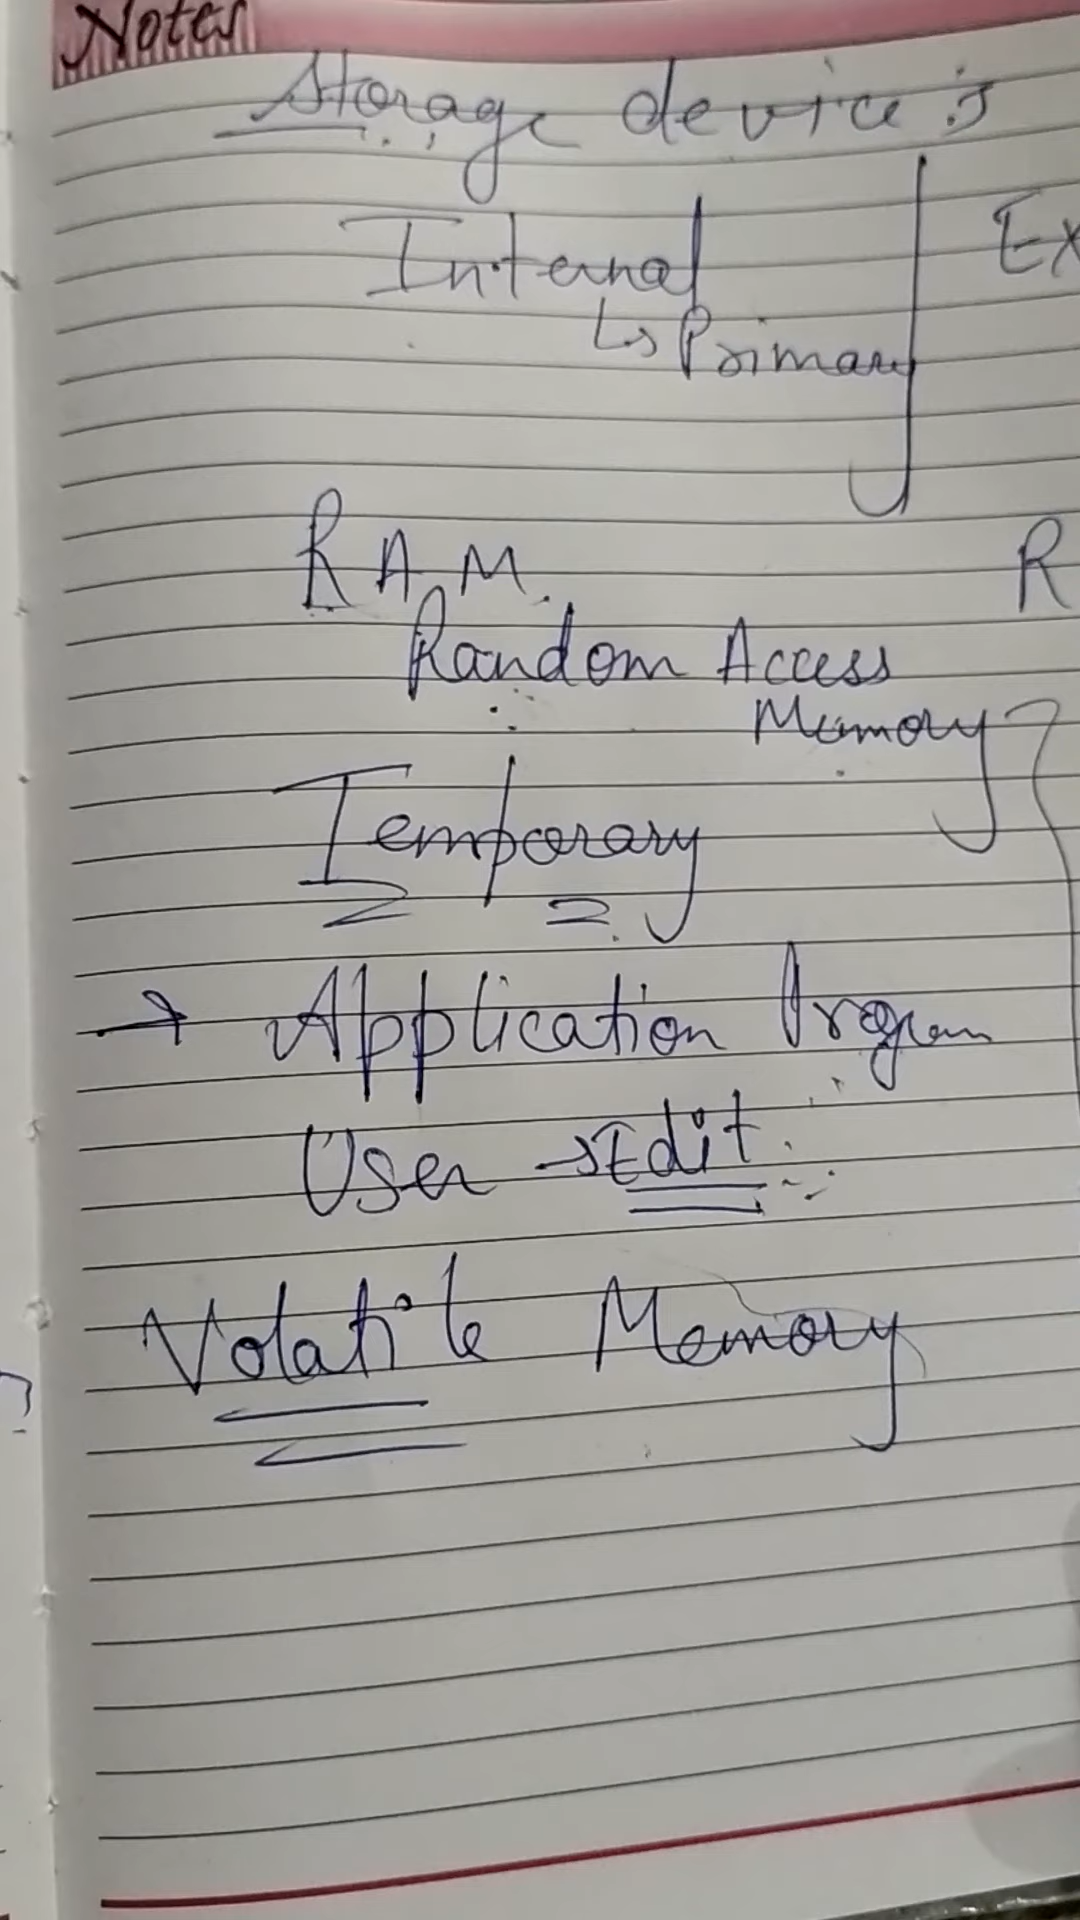 Notes
Storage device's
Internal
Ex
↳ Primary
RAM
R
Random Access
Memory
Temporary
→ Application Program
User → Edit
Volatile Memory